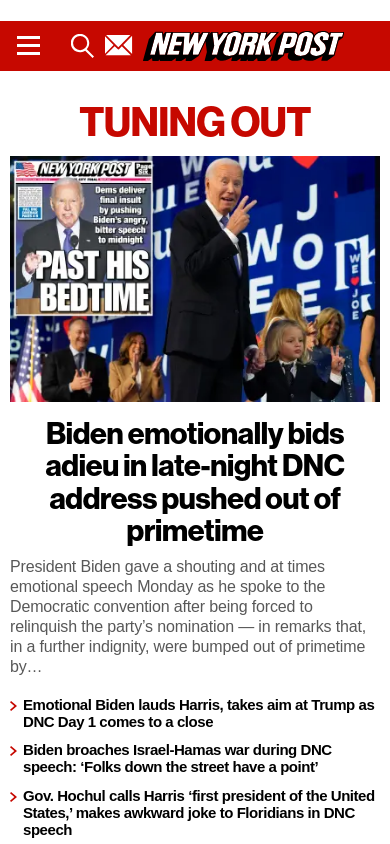 NEW YORK POST
TUNING OUT
NEW YORK POST
Dems deliver
final insult
by pushing
Biden's angry,
bitter speech
to midnight
PAST HIS
BEDTIME
J
WO
WE
E E
WE
JOE
Biden emotionally bids
adieu in late-night DNC
address pushed out of
primetime
President Biden gave a shouting and at times
emotional speech Monday as he spoke to the
Democratic convention after being forced to
relinquish the party’s nomination — in remarks that,
in a further indignity, were bumped out of primetime
by…
Emotional Biden lauds Harris, takes aim at Trump as
DNC Day 1 comes to a close
Biden broaches Israel-Hamas war during DNC
speech: ‘Folks down the street have a point’
Gov. Hochul calls Harris ‘first president of the United
States,’ makes awkward joke to Floridians in DNC
speech